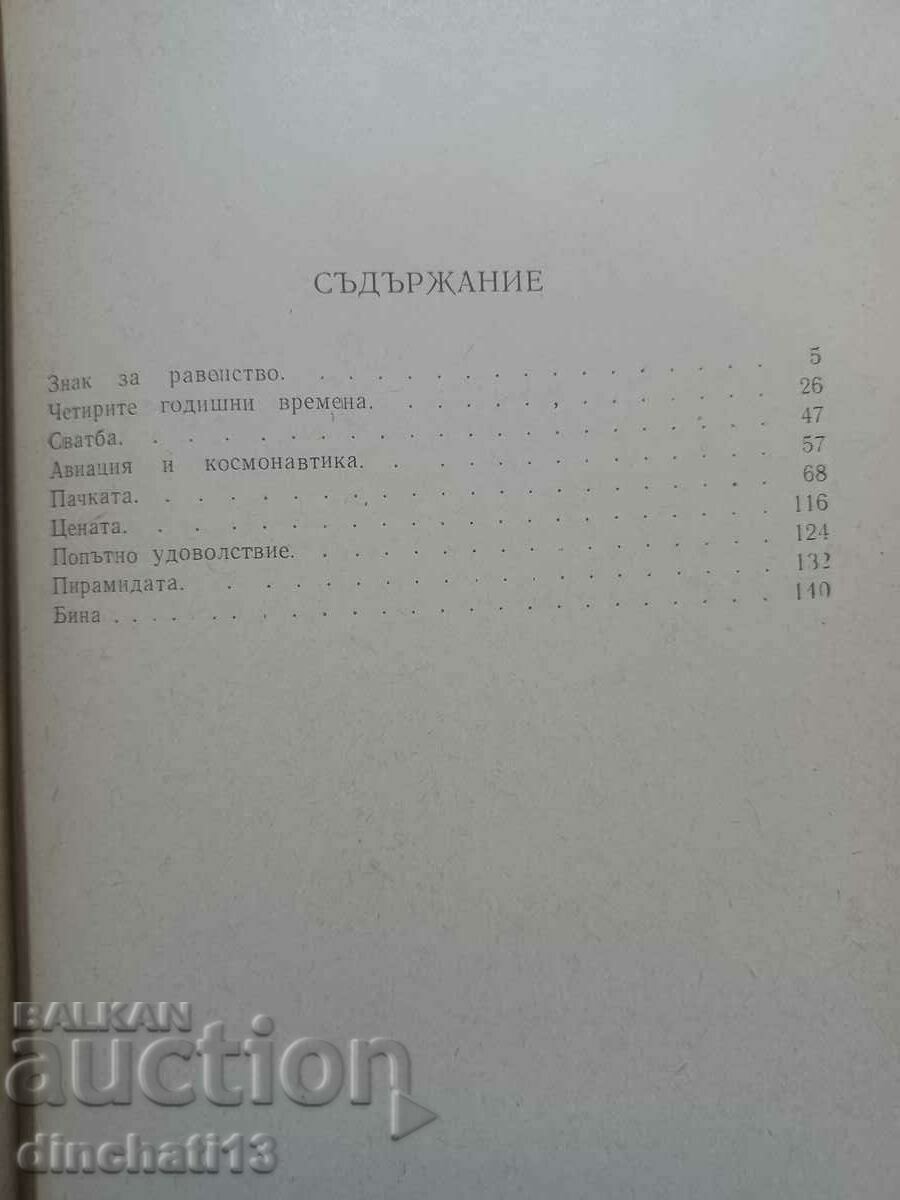 СЪДЪРЖАНИЕ
Знак за равенство. . . . . . . . . . . . . . . . 5
Четирите годишни времена. . . . . . . . . . . . 26
Сватба. . . . . . . . . . . . . . . . . . . . . 47
Авиация и космонавтика. . . . . . . . . . . . . 57
Пачката. . . . . . . . . . . . . . . . . . . . . 68
Цената. . . . . . . . . . . . . . . . . . . . . 116
Попътно удоволствие. . . . . . . . . . . . . . . 124
Пирамидата. . . . . . . . . . . . . . . . . . . 132
Бина . . . . . . . . . . . . . . . . . . . . . . 140
BALKAN
auction
dinchati13